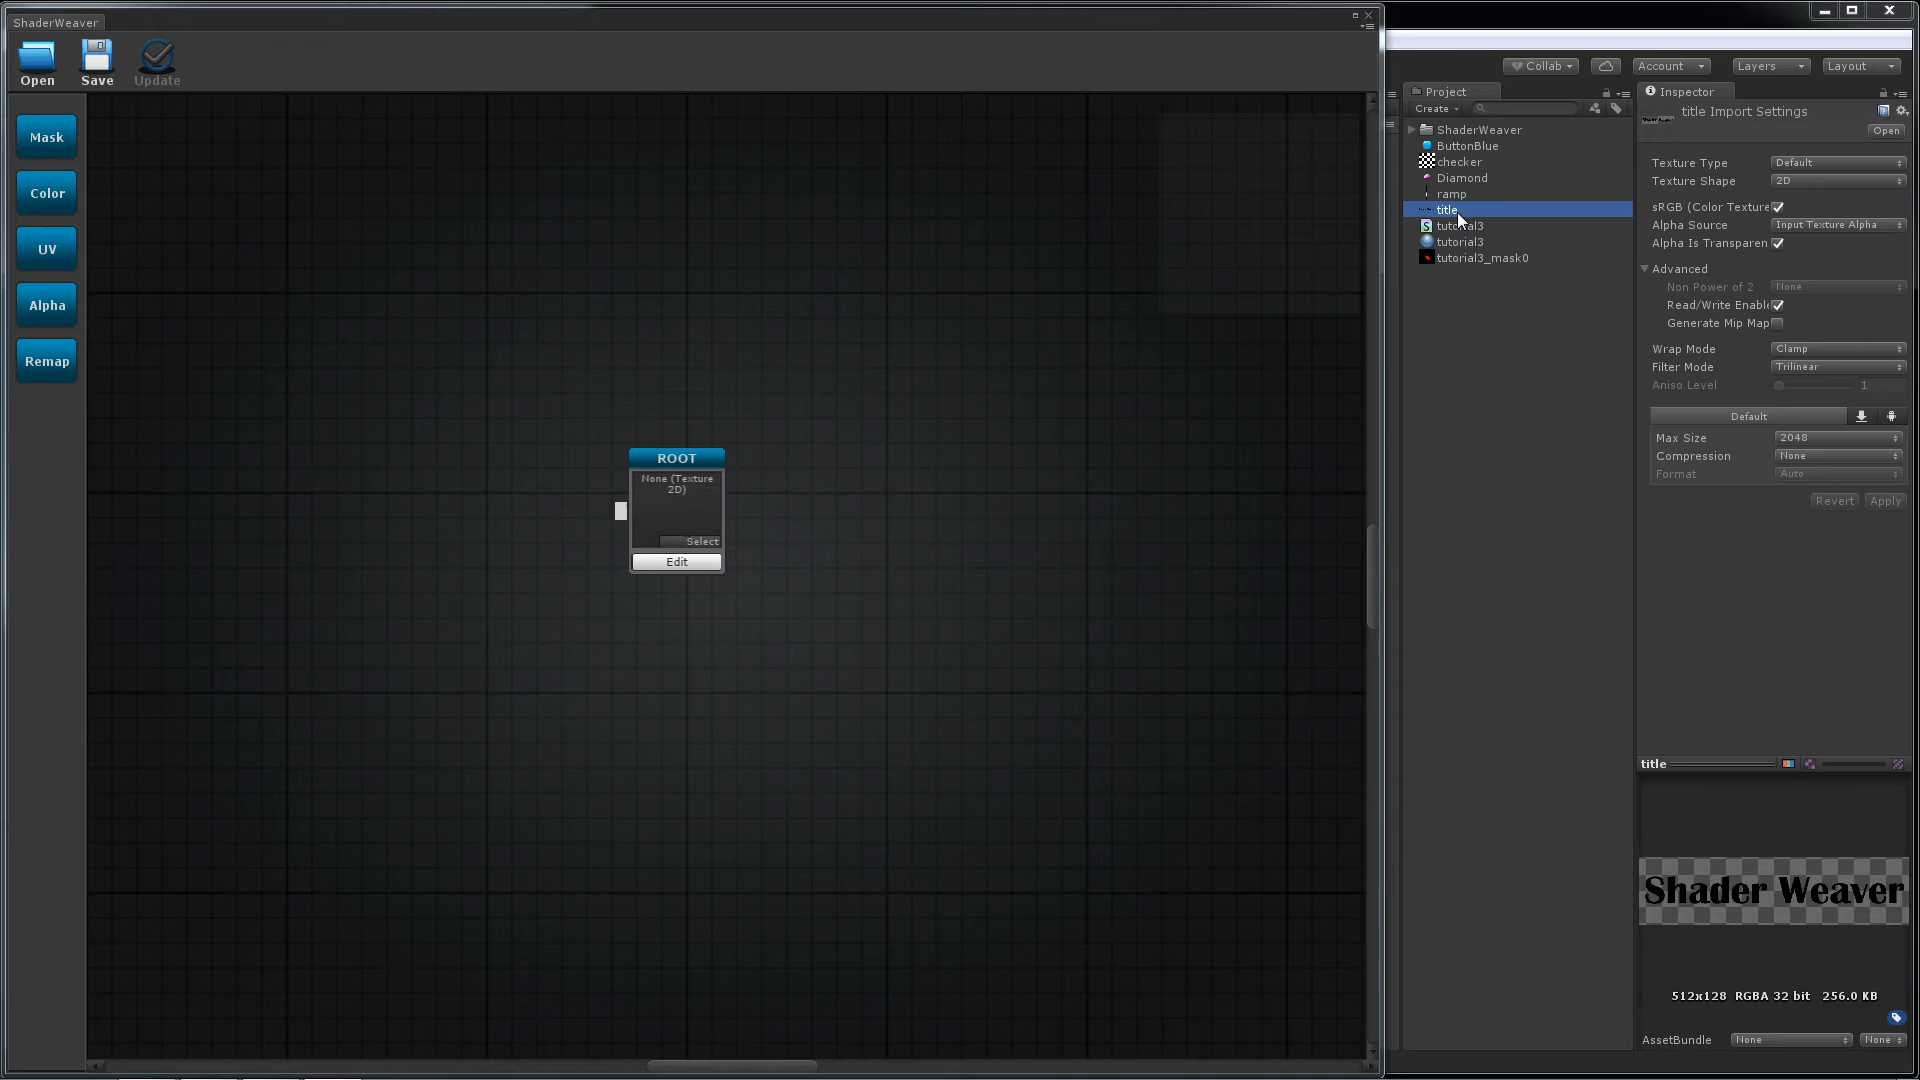 ShaderWeaver
Open
Save
Update
Mask
Color
UV
Alpha
Remap
ROOT
None (Texture
2D)
Select
Edit
Collab
Account
Layers
Layout
Project
Create
ShaderWeaver
ButtonBlue
checker
Diamond
ramp
title
tutorial3
tutorial3
tutorial3_mask0
Inspector
title Import Settings
Open
Texture Type Default
Texture Shape 2D
sRGB (Color Texture
Alpha Source Input Texture Alpha
Alpha Is Transparen
Advanced
Non Power of 2 None
Read/Write Enable
Generate Mip Map
Wrap Mode Clamp
Filter Mode Trilinear
Aniso Level 1
Default
Max Size 2048
Compression None
Format Auto
Revert Apply
title
Shader Weaver
512x128 RGBA 32 bit 256.0 KB
AssetBundle None None